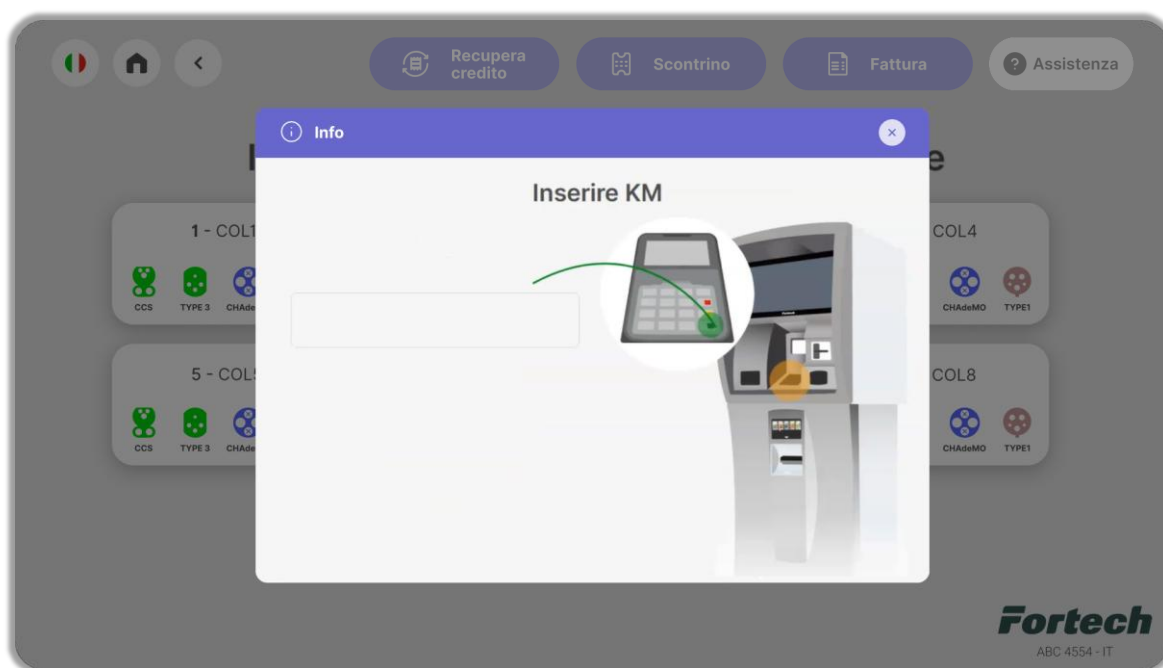 Recupera
credito
Scontrino
Fattura
? Assistenza
Info
Inserire KM
1 - COL1
CCS
TYPE 3
COL4
CHAdeMO
TYPE1
5 - COL5
CCS
TYPE 3
COL8
CHAdeMO
TYPE1
Fortech
ABC 4554 - IT